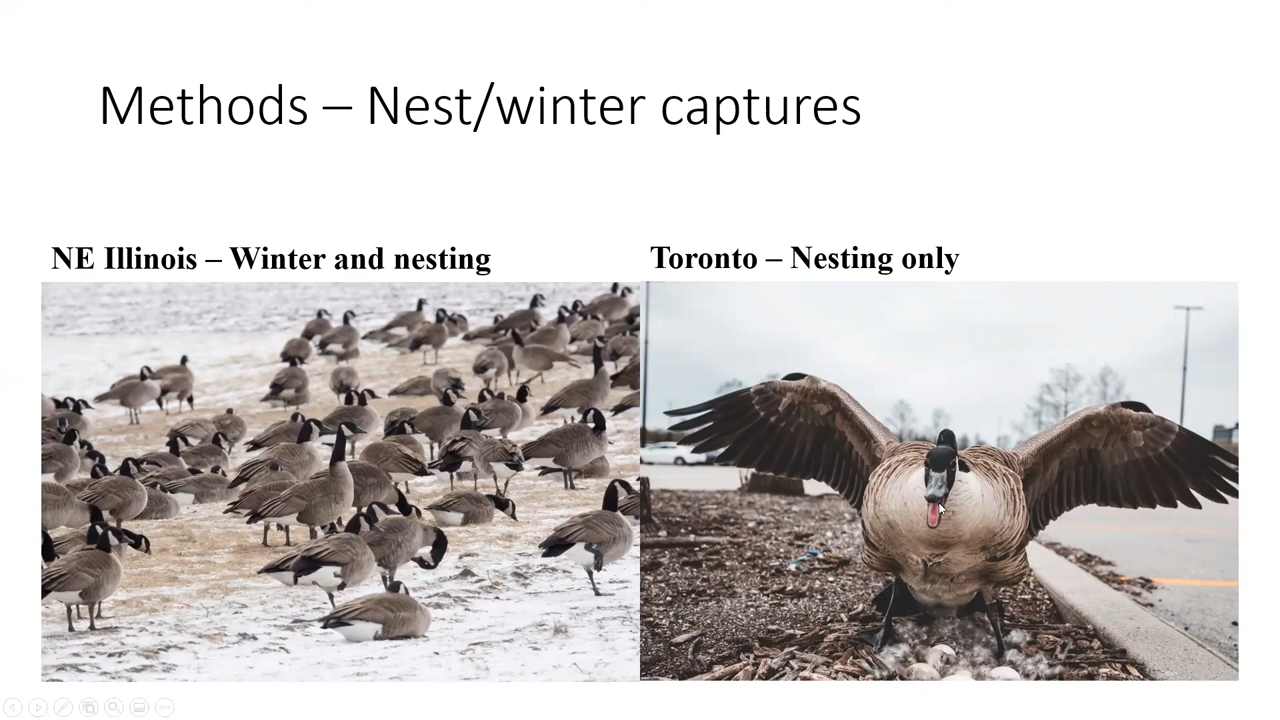 Methods – Nest/winter captures
NE Illinois – Winter and nesting
Toronto – Nesting only